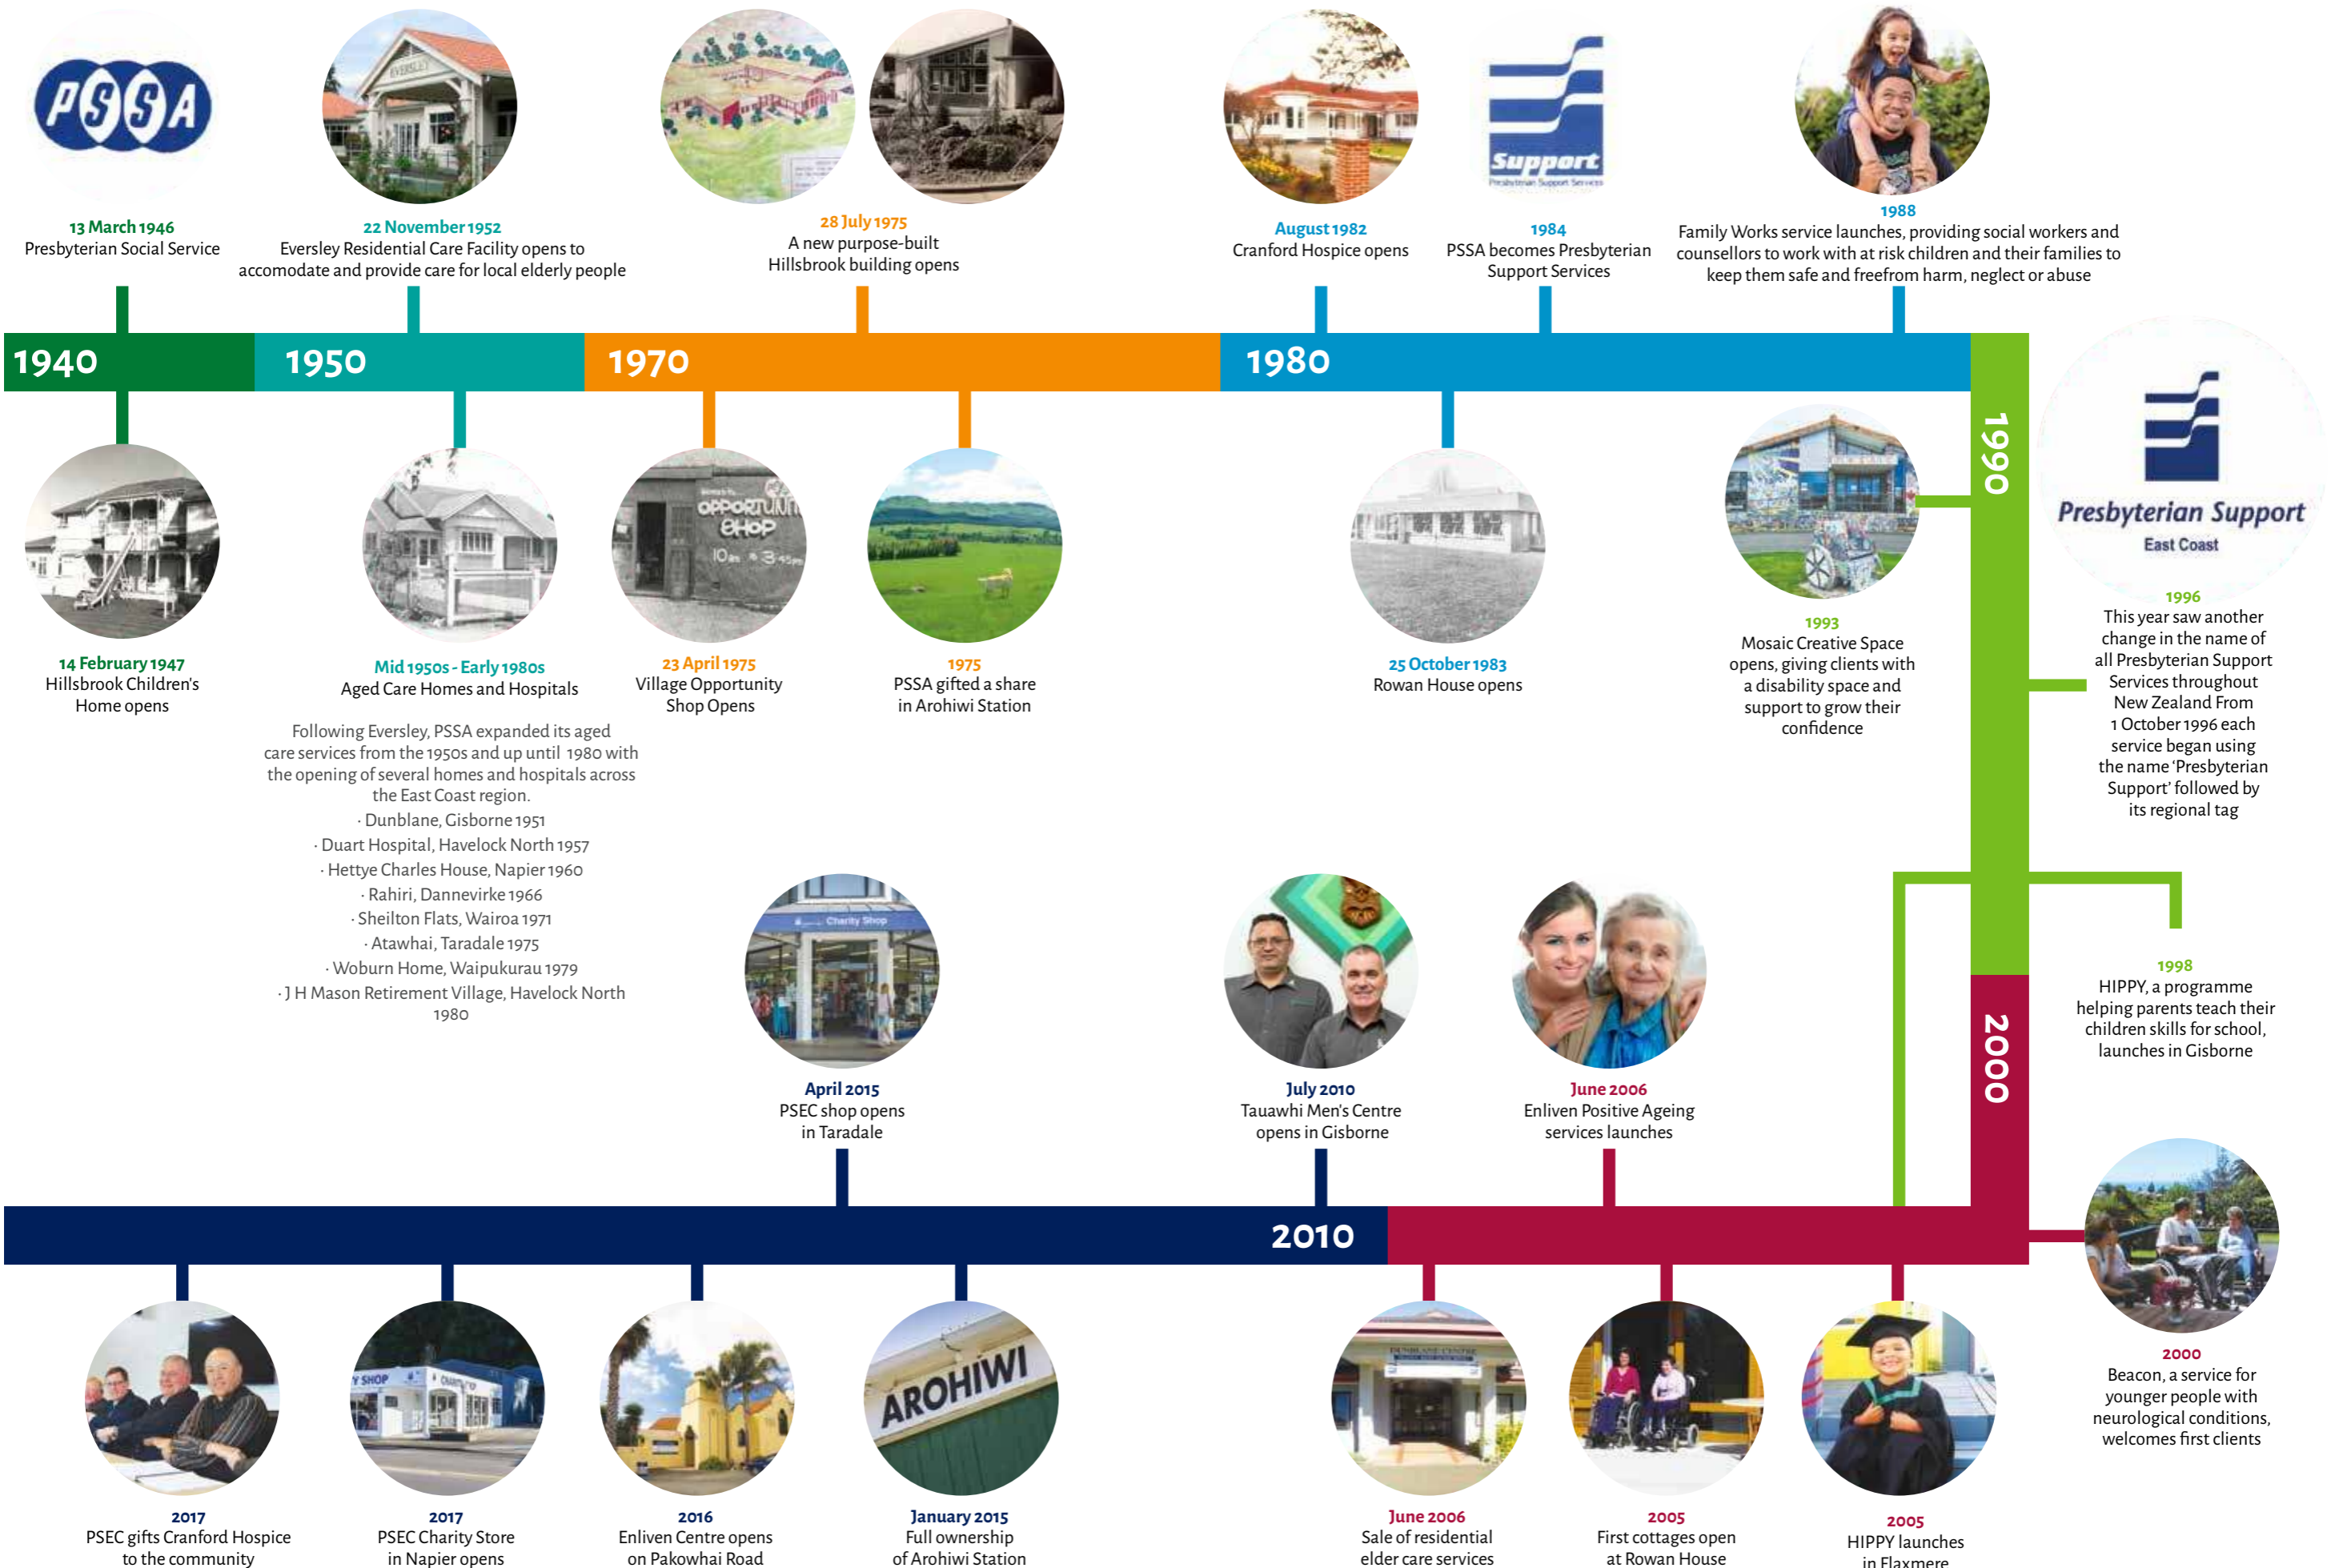 PSSA
13 March 1946
Presbyterian Social Service
EVERSLEY
22 November 1952
Eversley Residential Care Facility opens to
accomodate and provide care for local elderly people
28 July 1975
A new purpose-built
Hillsbrook building opens
August 1982
Cranford Hospice opens
Support
Presbyterian Support Services
1984
PSSA becomes Presbyterian
Support Services
1988
Family Works service launches, providing social workers and
counsellors to work with at risk children and their families to
keep them safe and freefrom harm, neglect or abuse
1940
1950
1970
1980
1990
14 February 1947
Hillsbrook Children's
Home opens
Mid 1950s - Early 1980s
Aged Care Homes and Hospitals
Following Eversley, PSSA expanded its aged
care services from the 1950s and up until 1980 with
the opening of several homes and hospitals across
the East Coast region.
· Dunblane, Gisborne 1951
· Duart Hospital, Havelock North 1957
· Hettye Charles House, Napier 1960
· Rahiri, Dannevirke 1966
· Sheilton Flats, Wairoa 1971
· Atawhai, Taradale 1975
· Woburn Home, Waipukurau 1979
· J H Mason Retirement Village, Havelock North
1980
OPPORTUNIT
SHOP
10am
3
23 April 1975
Village Opportunity
Shop Opens
1975
PSSA gifted a share
in Arohiwi Station
25 October 1983
Rowan House opens
1993
Mosaic Creative Space
opens, giving clients with
a disability space and
support to grow their
confidence
Presbyterian Support
East Coast
1996
This year saw another
change in the name of
all Presbyterian Support
Services throughout
New Zealand From
1 October 1996 each
service began using
the name ‘Presbyterian
Support’ followed by
its regional tag
1998
HIPPY, a programme
helping parents teach their
children skills for school,
launches in Gisborne
2000
2000
Beacon, a service for
younger people with
neurological conditions,
welcomes first clients
Charity Shop
April 2015
PSEC shop opens
in Taradale
July 2010
Tauawhi Men's Centre
opens in Gisborne
June 2006
Enliven Positive Ageing
services launches
2010
Y SHOP
2017
PSEC gifts Cranford Hospice
to the community
2017
PSEC Charity Store
in Napier opens
2016
Enliven Centre opens
on Pakowhai Road
AROHIWI
January 2015
Full ownership
of Arohiwi Station
DUNBLANE CENTRE
June 2006
Sale of residential
elder care services
2005
First cottages open
at Rowan House
2005
HIPPY launches
in Flaxmere